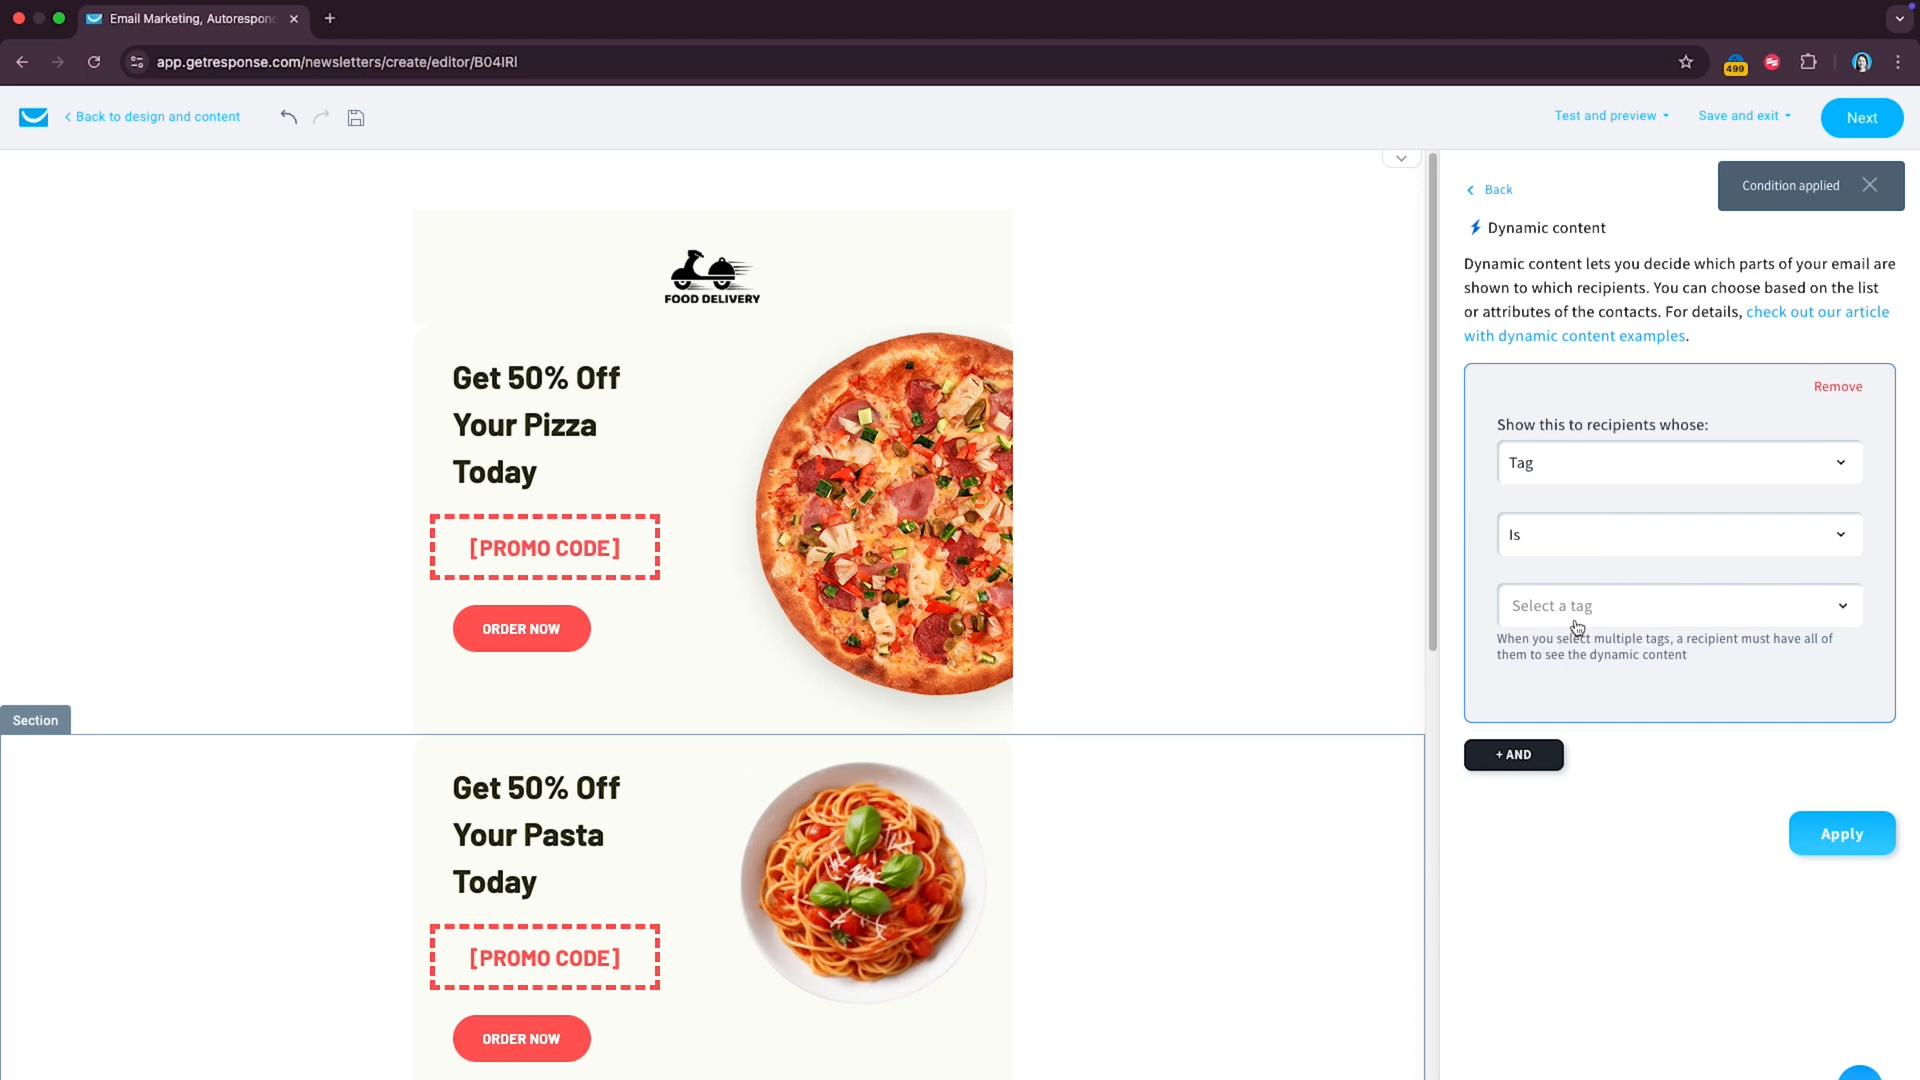 Email Marketing, Autorespon
app.getresponse.com/newsletters/create/editor/B04IRl
499
Back to design and content
Test and preview
Save and exit
Next
Back
Condition applied
Dynamic content
Dynamic content lets you decide which parts of your email are
shown to which recipients. You can choose based on the list
or attributes of the contacts. For details, check out our article
with dynamic content examples.
Remove
Show this to recipients whose:
Tag
Is
Select a tag
When you select multiple tags, a recipient must have all of
them to see the dynamic content
+ AND
Apply
FOOD DELIVERY
Get 50% Off
Your Pizza
Today
[PROMO CODE]
ORDER NOW
Section
Get 50% Off
Your Pasta
Today
[PROMO CODE]
ORDER NOW